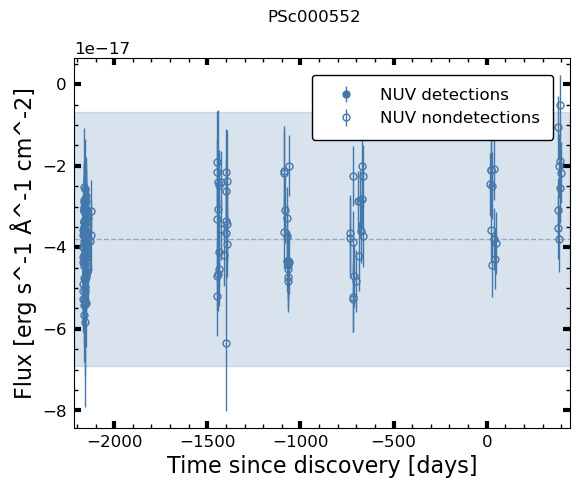 PSc000552
1e−17
NUV detections
NUV nondetections
0
−2
−4
−6
−8
Flux [erg s^-1 Å^-1 cm^-2]
−2000
−1500
−1000
−500
0
Time since discovery [days]